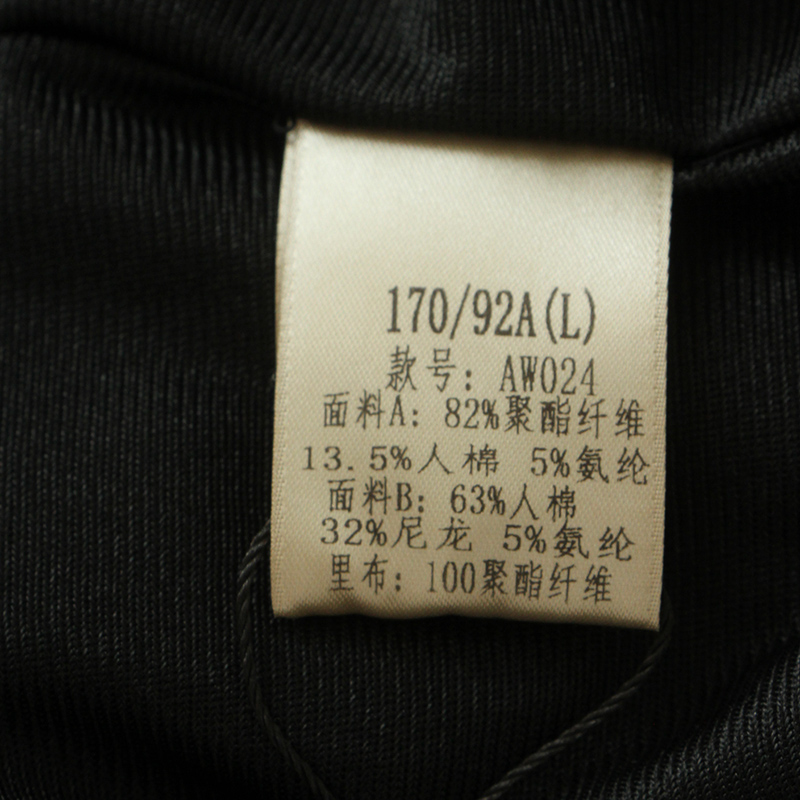 170/92A(L)
款号: AW024
面料A: 82%聚酯纤维
13.5%人棉 5%氨纶
面料B: 63%人棉
32%尼龙 5%氨纶
里布: 100聚酯纤维